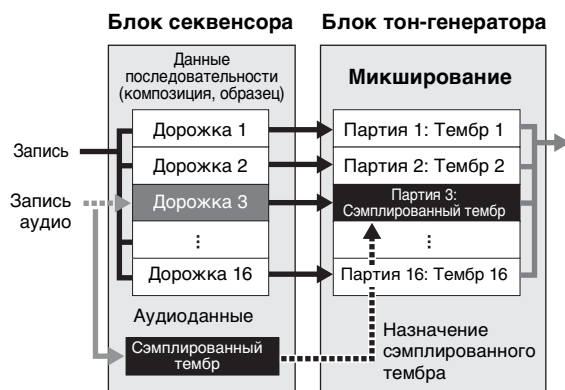 Блок секвенсора
Блок тон-генератора
Данные
последовательности
(композиция, образец)
Микширование
Запись
Запись
аудио
Дорожка 1
Дорожка 2
Дорожка 3
⋮
Дорожка 16
Партия 1: Тембр 1
Партия 2: Тембр 2
Партия 3:
Сэмплированный тембр
⋮
Партия 16: Тембр 16
Аудиоданные
Сэмплированный
тембр
Назначение
сэмплированного
тембра